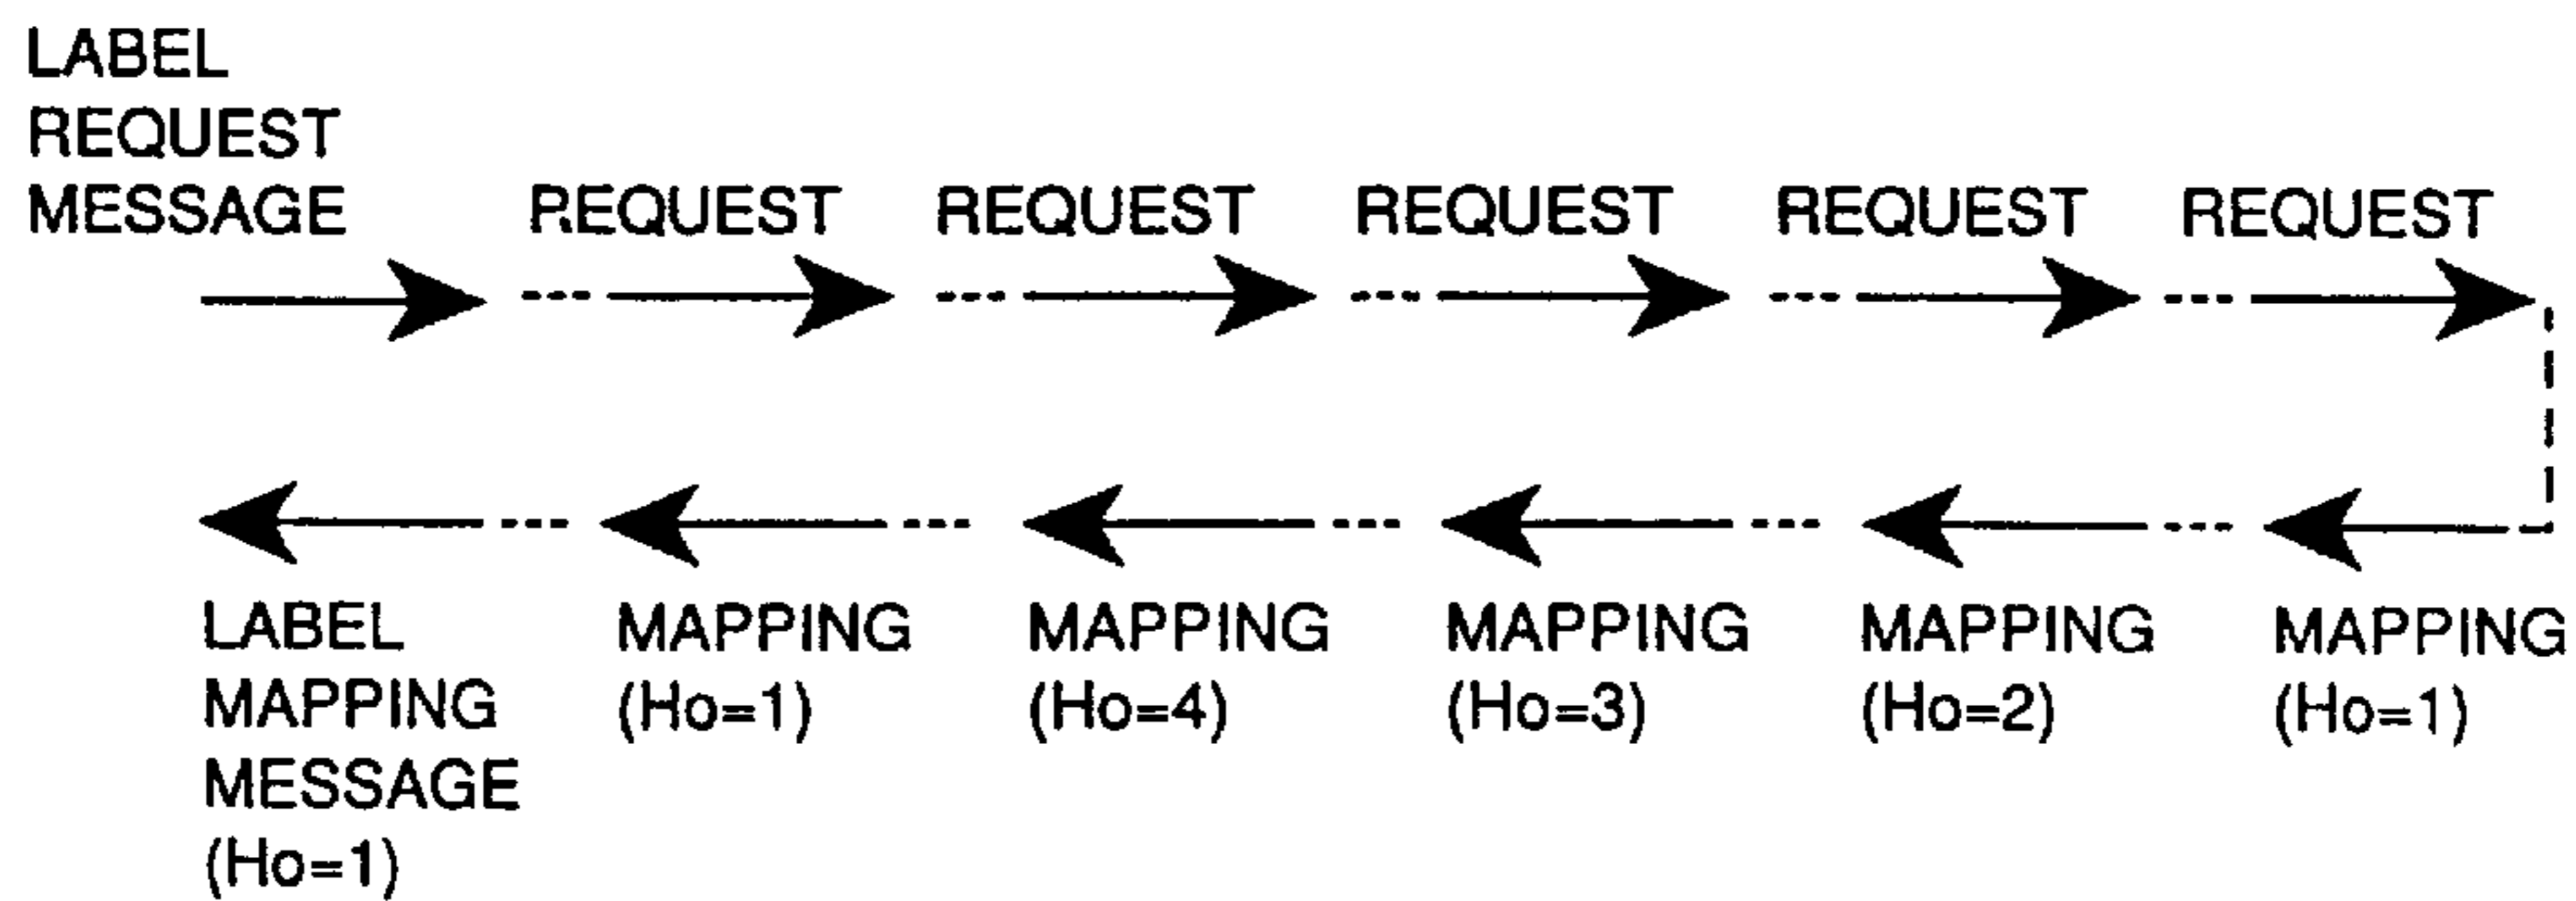 LABEL
REQUEST
MESSAGE
REQUEST
REQUEST
REQUEST
REQUEST
REQUEST
LABEL
MAPPING
MESSAGE
(Ho=1)
MAPPING
(Ho=1)
MAPPING
(Ho=4)
MAPPING
(Ho=3)
MAPPING
(Ho=2)
MAPPING
(Ho=1)